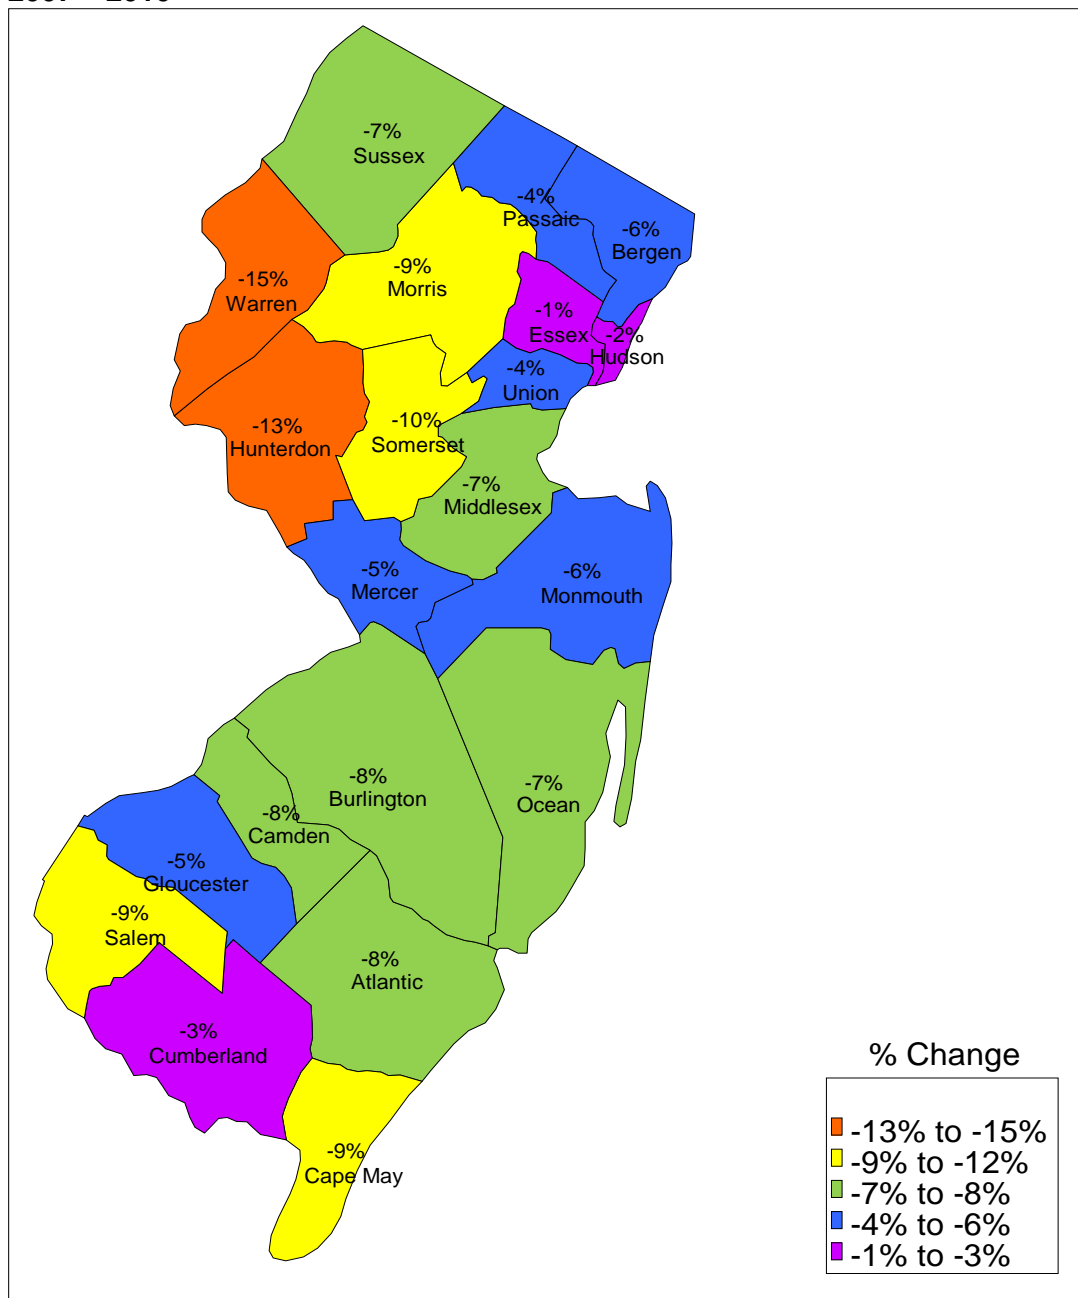 -7%
Sussex
-4%
Passaic
-6%
Bergen
-15%
Warren
-9%
Morris
-1%
Essex
-2%
Hudson
-4%
Union
-13%
Hunterdon
-10%
Somerset
-7%
Middlesex
-5%
Mercer
-6%
Monmouth
-8%
Burlington
-7%
Ocean
-8%
Camden
-5%
Gloucester
-9%
Salem
-8%
Atlantic
-3%
Cumberland
-9%
Cape May
% Change
-13% to -15%
-9% to -12%
-7% to -8%
-4% to -6%
-1% to -3%